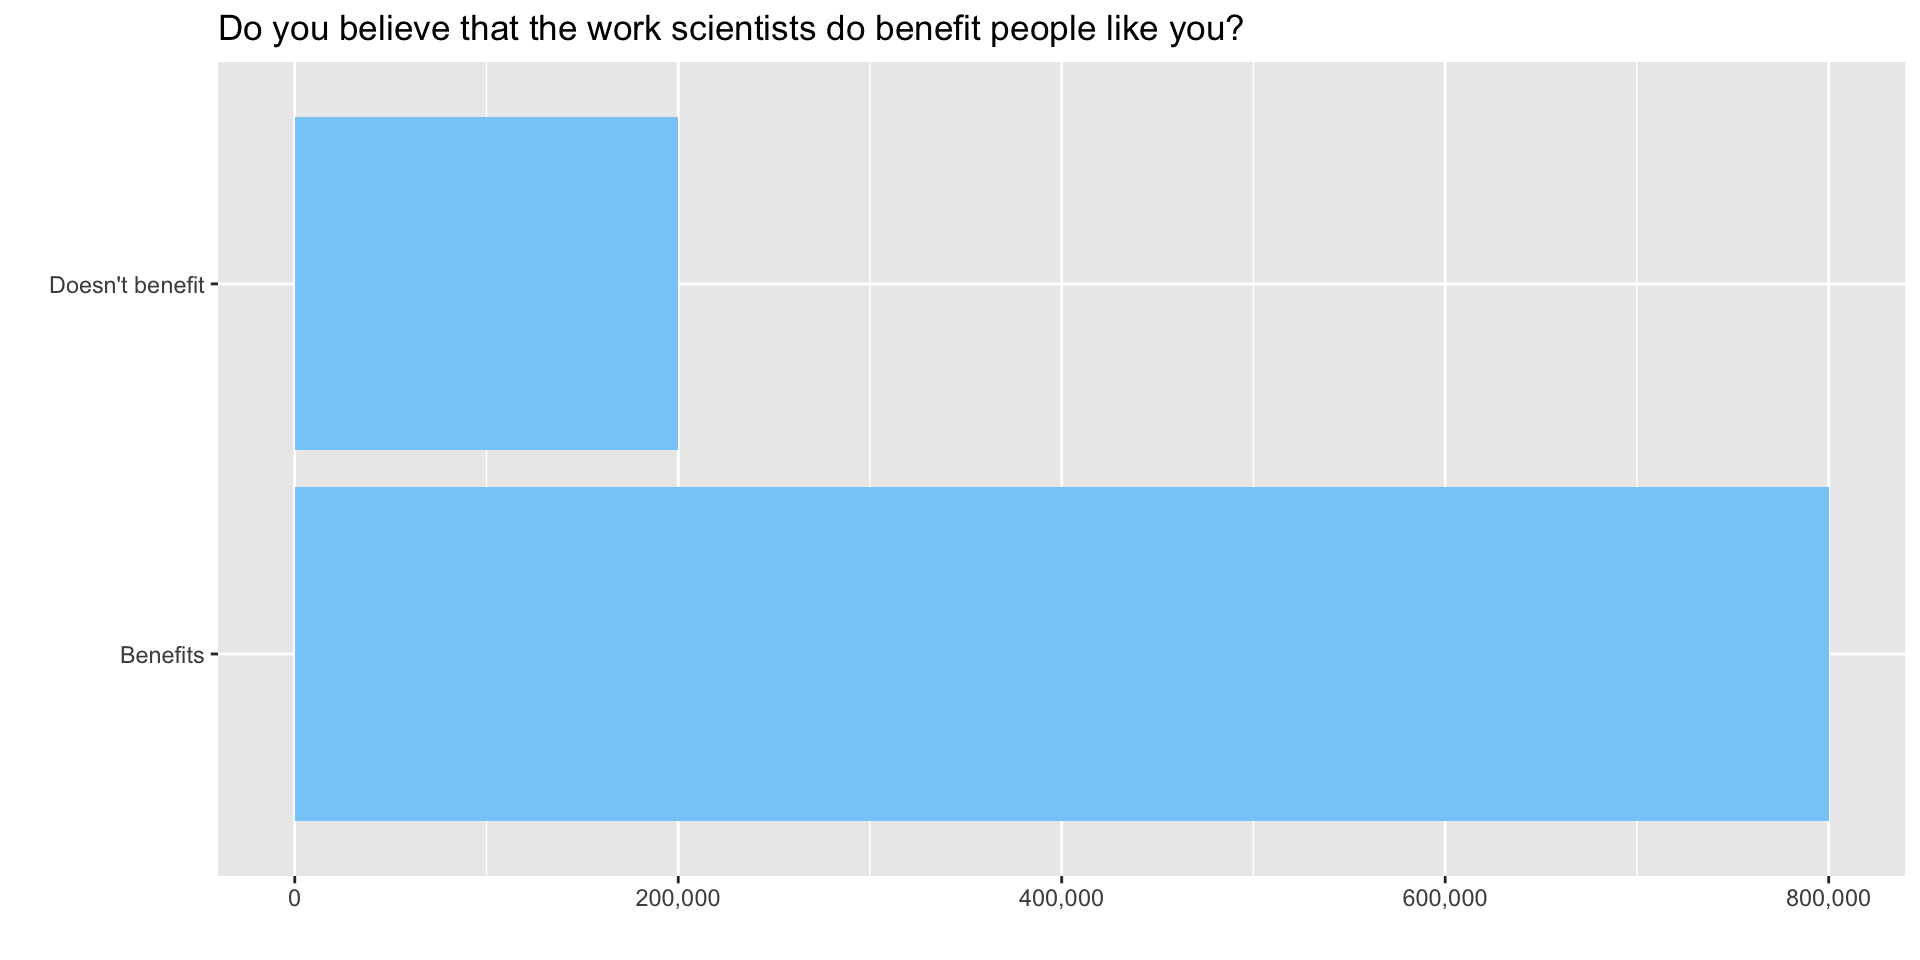 Do you believe that the work scientists do benefit people like you?
Doesn't benefit
Benefits
0
200,000
400,000
600,000
800,000